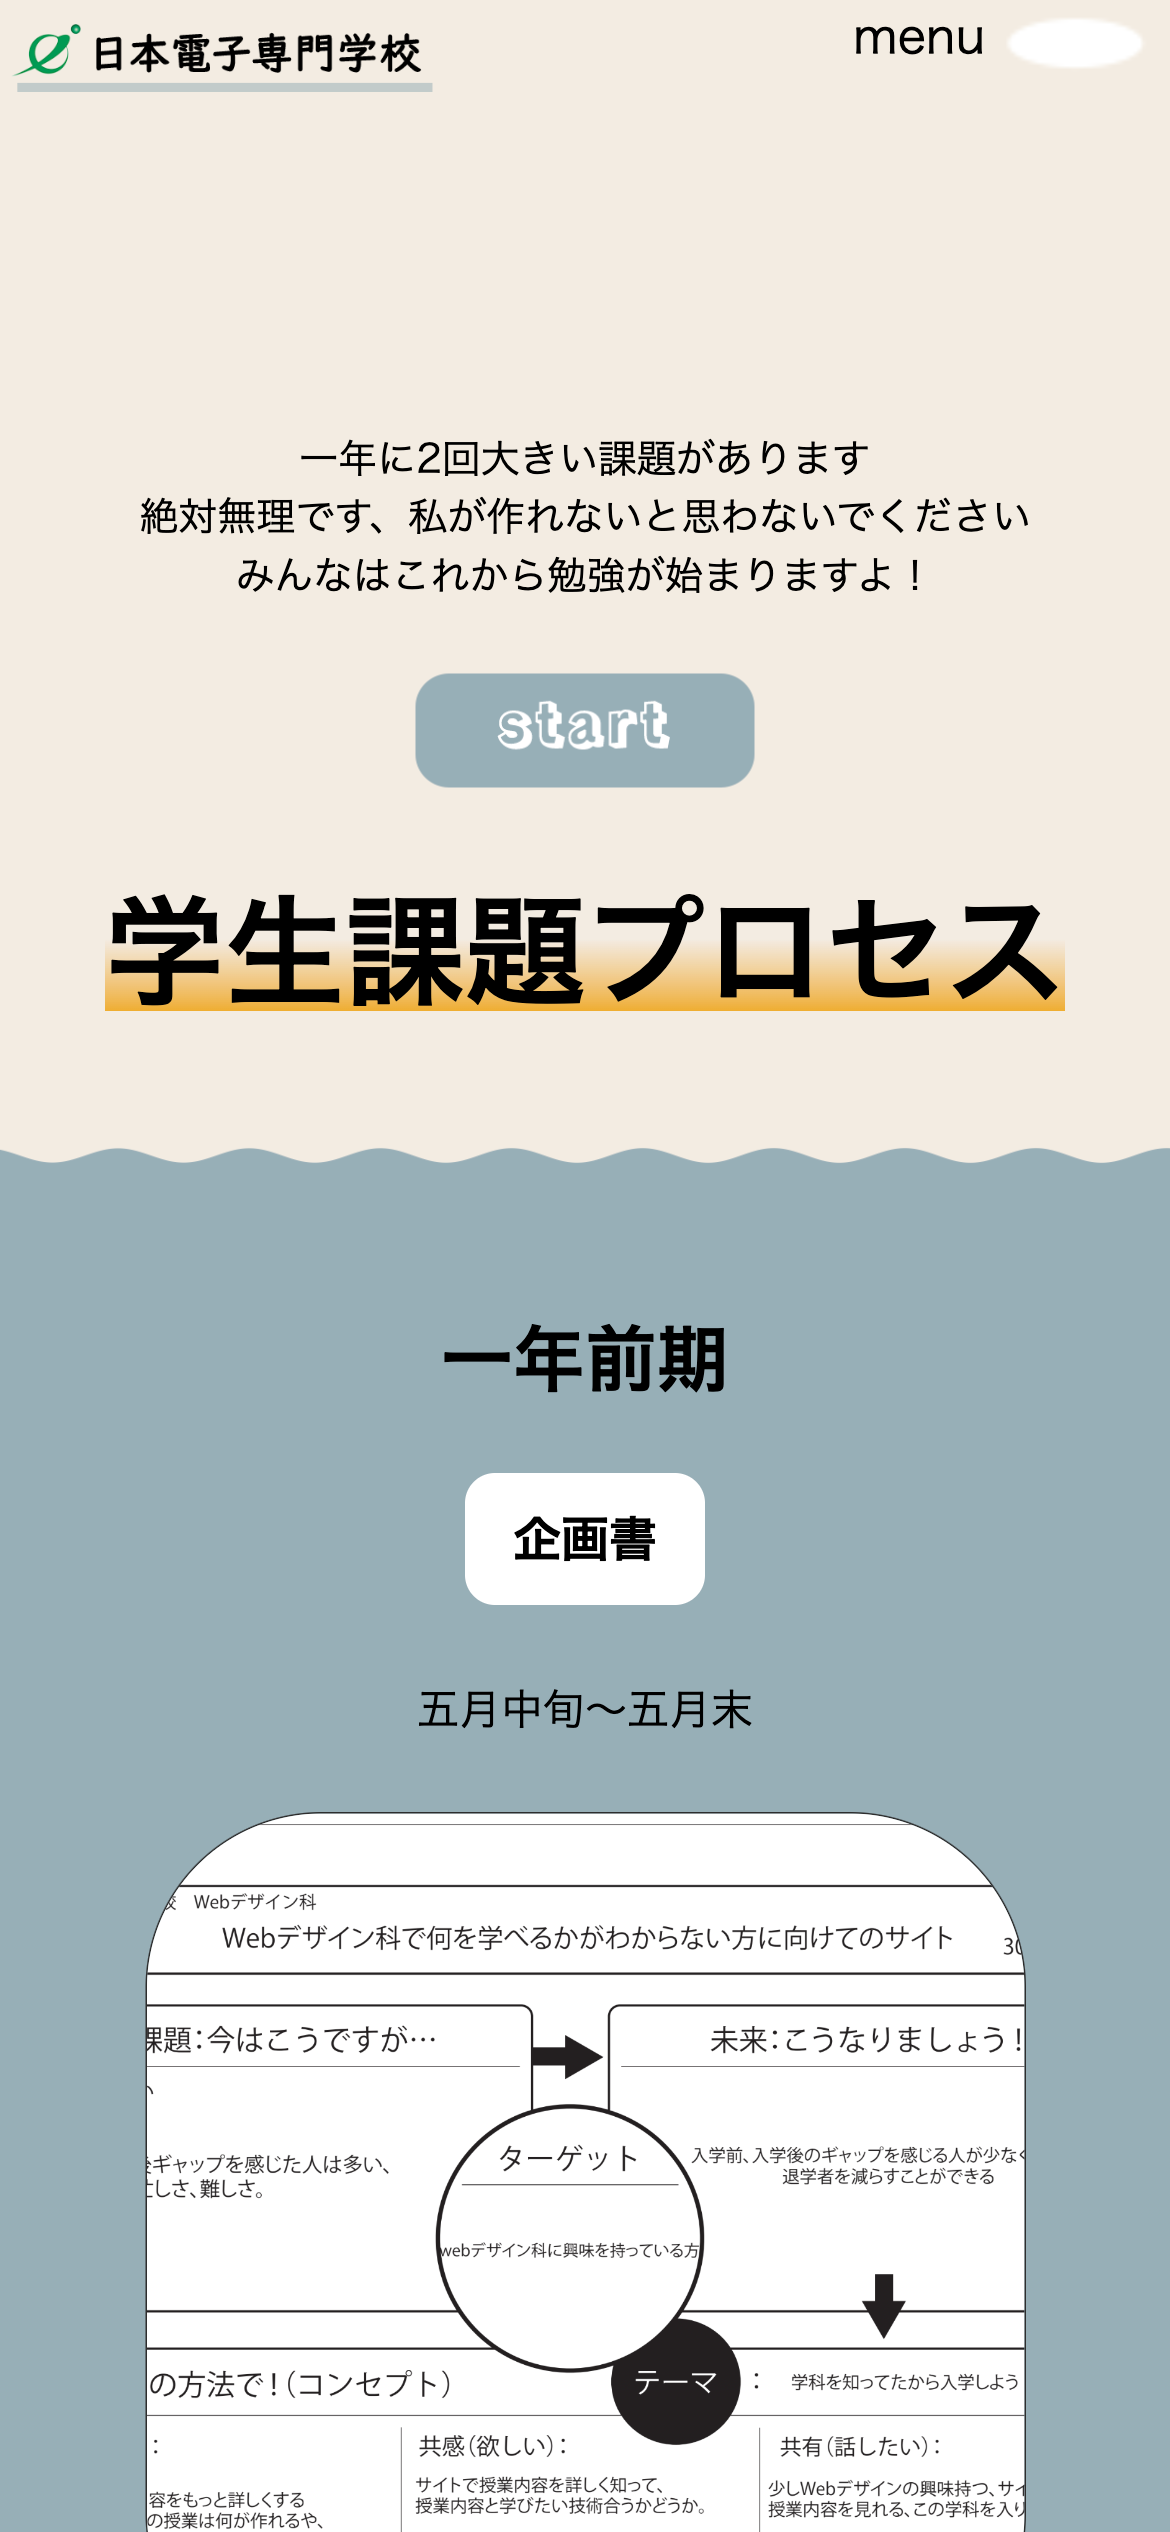 日本電子専門学校
menu
一年に2回大きい課題があります
絶対無理です、私が作れないと思わないでください
みんなはこれから勉強が始まりますよ！
start
学生課題プロセス
一年前期
企画書
五月中旬〜五月末
Webデザイン科
Webデザイン科で何を学べるかがわからない方に向けてのサイト
30
課題：今はこうですが…
未来：こうなりましょう！
ギャップを感じた人は多い、
しさ、難しさ。
ターゲット
webデザイン科に興味を持っている方
入学前、入学後のギャップを感じる人が少なく
退学者を減らすことができる
の方法で！（コンセプト）
テーマ
：
学科を知ってたから入学しよう
：
共感（欲しい）：
共有（話したい）：
容をもっと詳しくする
の授業は何が作れるや、
サイトで授業内容を詳しく知って、
授業内容と学びたい技術合うかどうか。
少しWebデザインの興味持つ、サイ
授業内容を見れる、この学科を入り